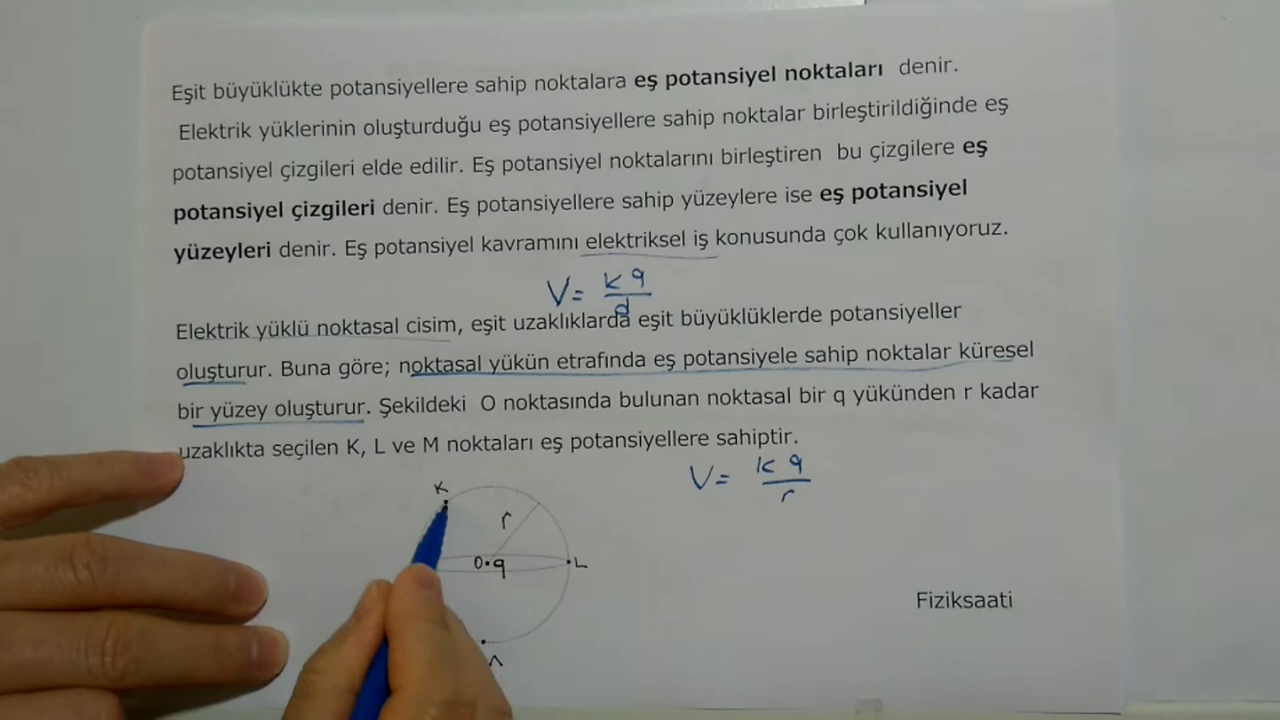 Eşit büyüklükte potansiyellere sahip noktalara eş potansiyel noktaları denir.
Elektrik yüklerinin oluşturduğu eş potansiyellere sahip noktalar birleştirildiğinde eş
potansiyel çizgileri elde edilir. Eş potansiyel noktalarını birleştiren bu çizgilere eş
potansiyel çizgileri denir. Eş potansiyellere sahip yüzeylere ise eş potansiyel
yüzeyleri denir. Eş potansiyel kavramını elektriksel iş konusunda çok kullanıyoruz.
V= k q
d
Elektrik yüklü noktasal cisim, eşit uzaklıklarda eşit büyüklüklerde potansiyeller
oluşturur. Buna göre; noktasal yükün etrafında eş potansiyele sahip noktalar küresel
bir yüzey oluşturur. Şekildeki O noktasında bulunan noktasal bir q yükünden r kadar
uzaklıkta seçilen K, L ve M noktaları eş potansiyellere sahiptir.
V= k q
r
K
r
O q
L
Fiziksaati